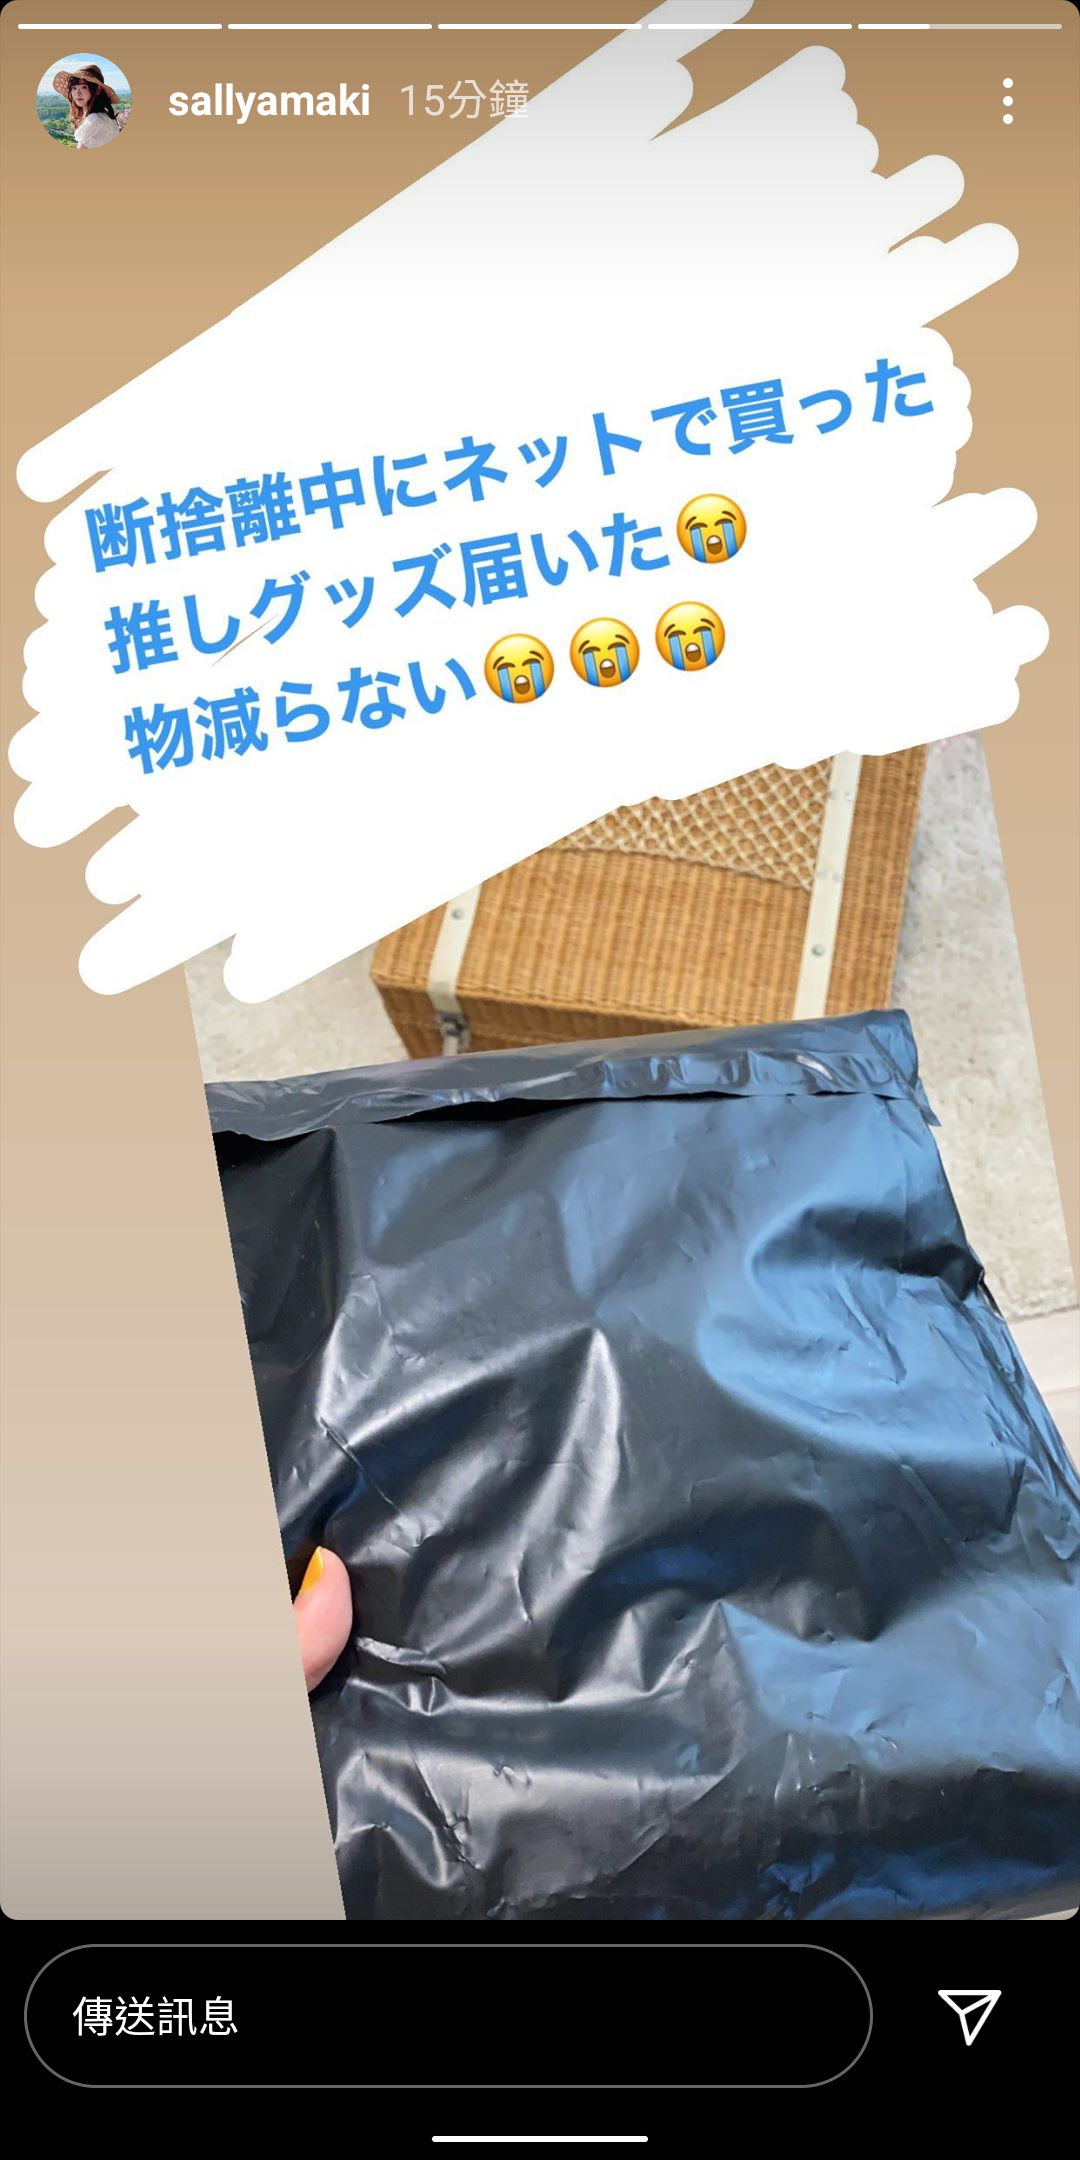 sallyamaki 15分鐘
断捨離中にネットで買った
推しグッズ届いた😭
物減らない😭😭😭
傳送訊息